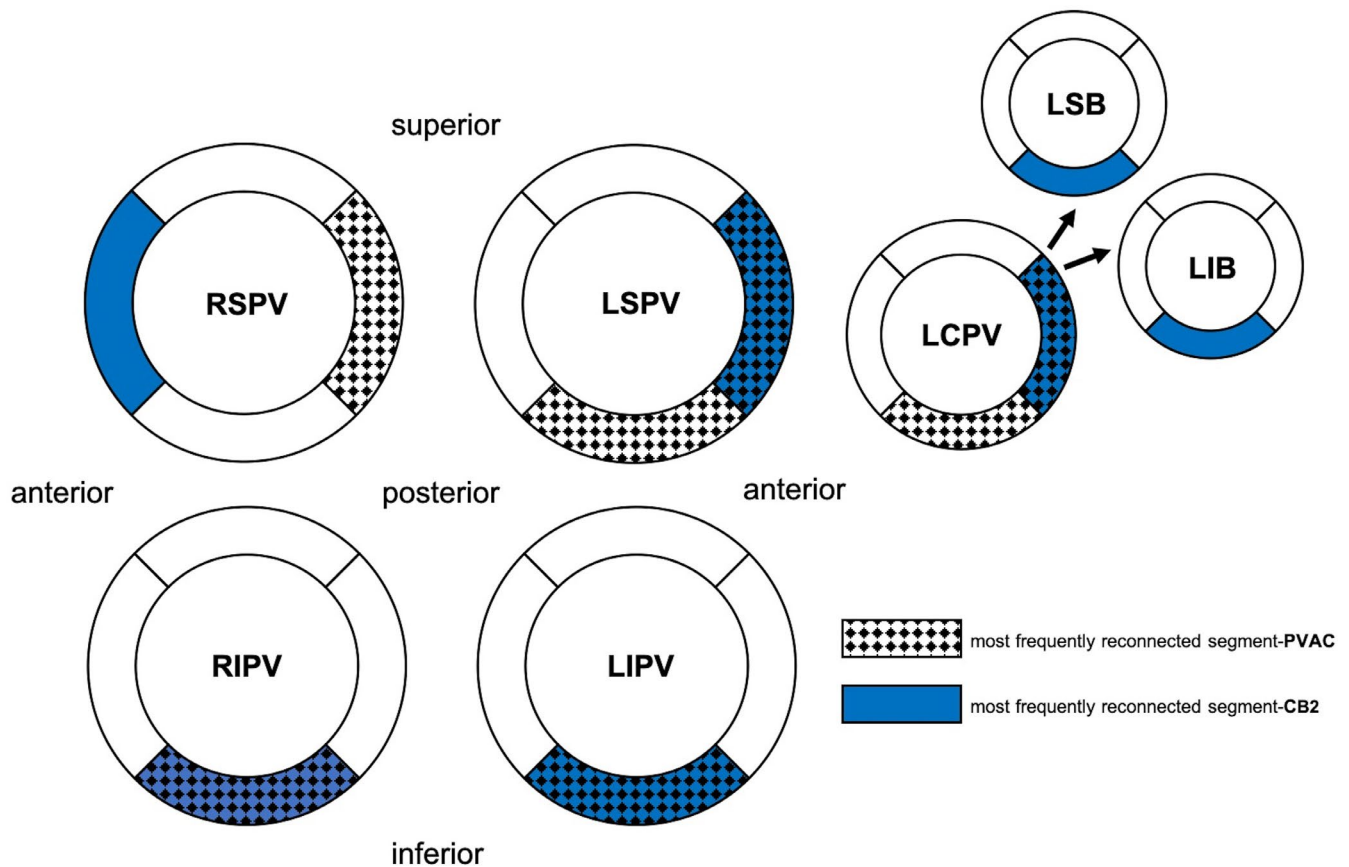 LSB
superior
LIB
RSPV
LSPV
LCPV
anterior
posterior
anterior
RIPV
LIPV
most frequently reconnected segment-PVAC
most frequently reconnected segment-CB2
inferior